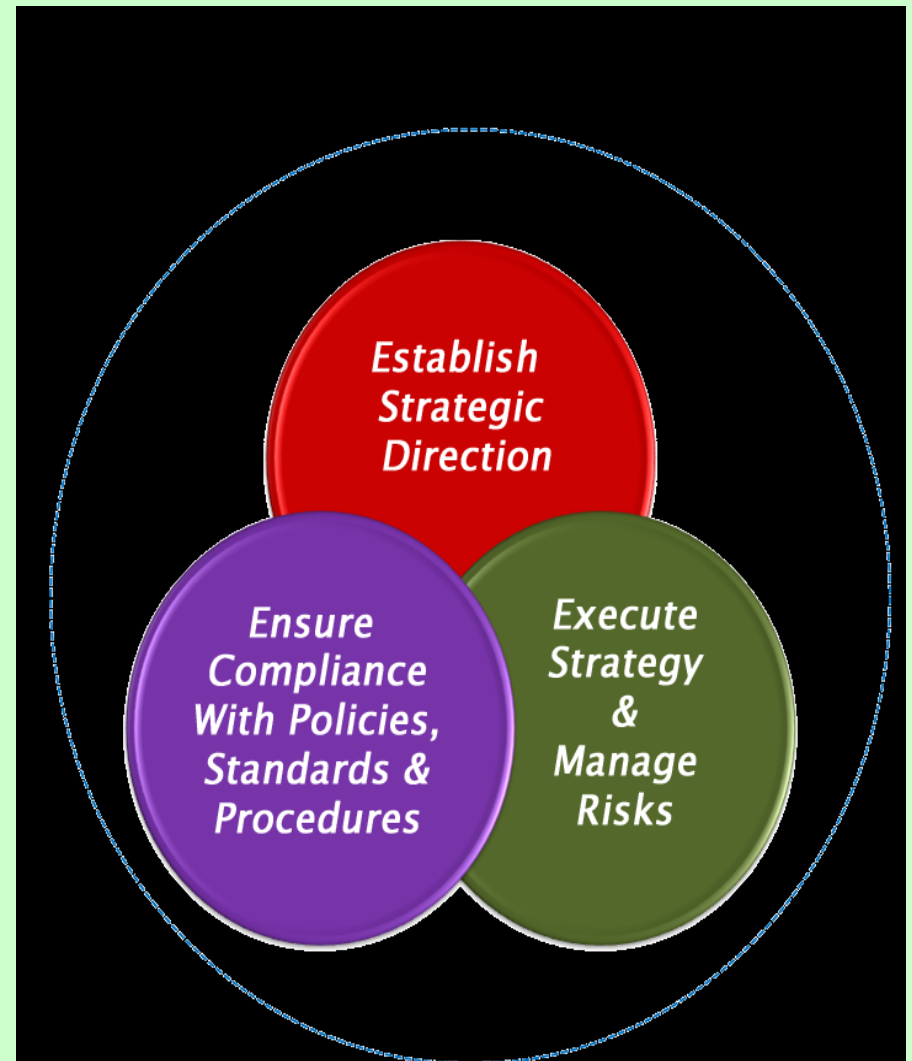 Establish
Strategic
Direction
Ensure
Compliance
With Policies,
Standards &
Procedures
Execute
Strategy
&
Manage
Risks